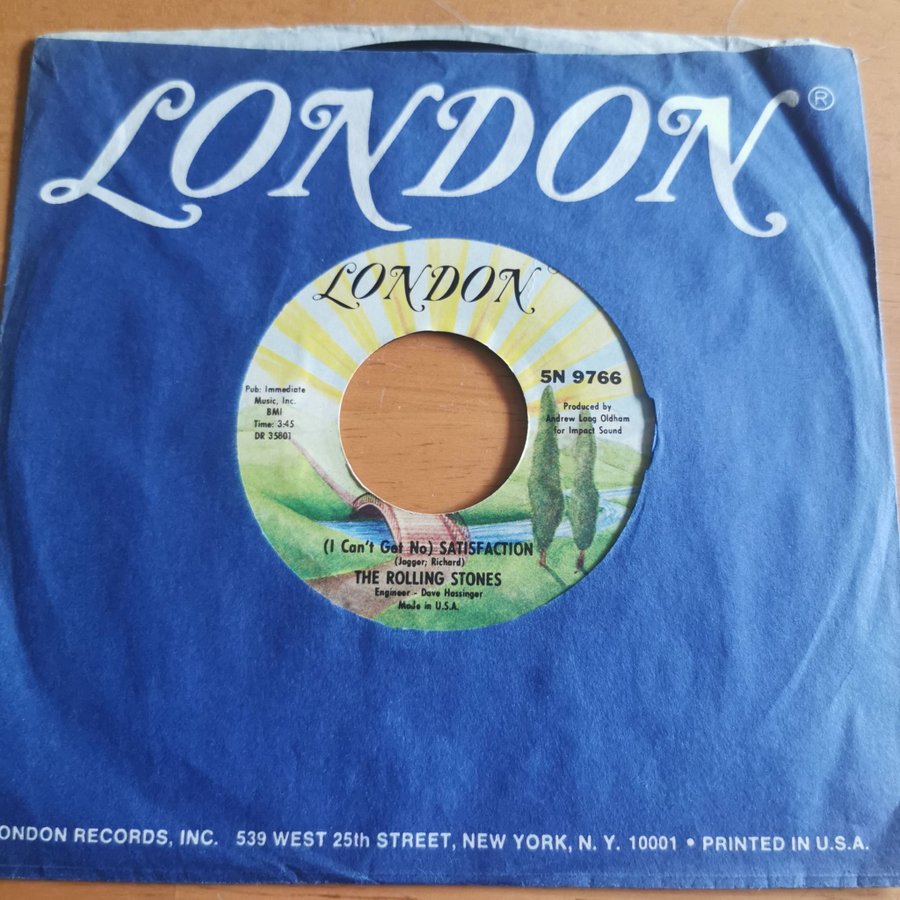 LONDON®
LONDON
Pub: Immediate
Music, Inc.
BMI
Time: 3:45
DR 35801
5N 9766
Produced by
Andrew Loog Oldham
for Impact Sound
(I Can't Get No) SATISFACTION
(Jagger; Richard)
THE ROLLING STONES
Engineer - Dave Hassinger
Made in U.S.A.
ONDON RECORDS, INC. 539 WEST 25th STREET, NEW YORK, N. Y. 10001 • PRINTED IN U.S.A.